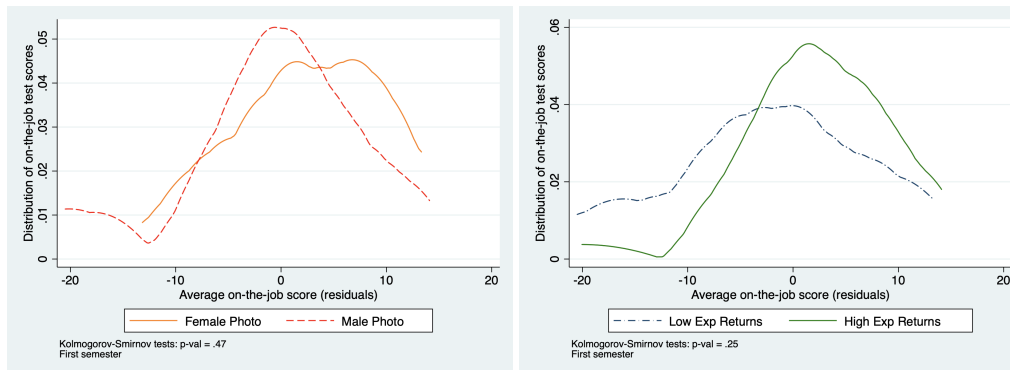 Distribution of on-the-job test scores
.05
.04
.03
.02
.01
0
-20 -10 0 10 20
Average on-the-job score (residuals)
Female Photo Male Photo
Kolmogorov-Smirnov tests: p-val = .47
First semester
Distribution of on-the-job test scores
.06
.04
.02
0
-20 -10 0 10 20
Average on-the-job score (residuals)
Low Exp Returns High Exp Returns
Kolmogorov-Smirnov tests: p-val = .25
First semester